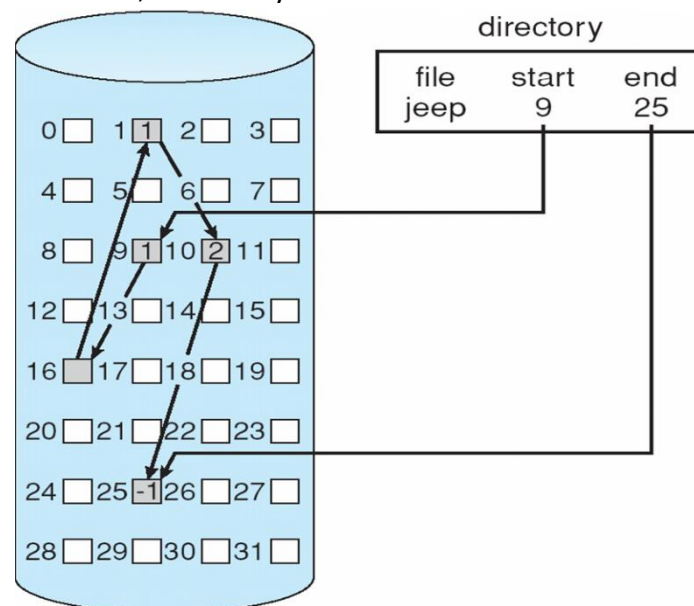 directory
file start end
jeep 9 25
0 1 1 2 3
4 5 6 7
8 9 1 10 2 11
12 13 14 15
16 17 18 19
20 21 22 23
24 25 -1 26 27
28 29 30 31